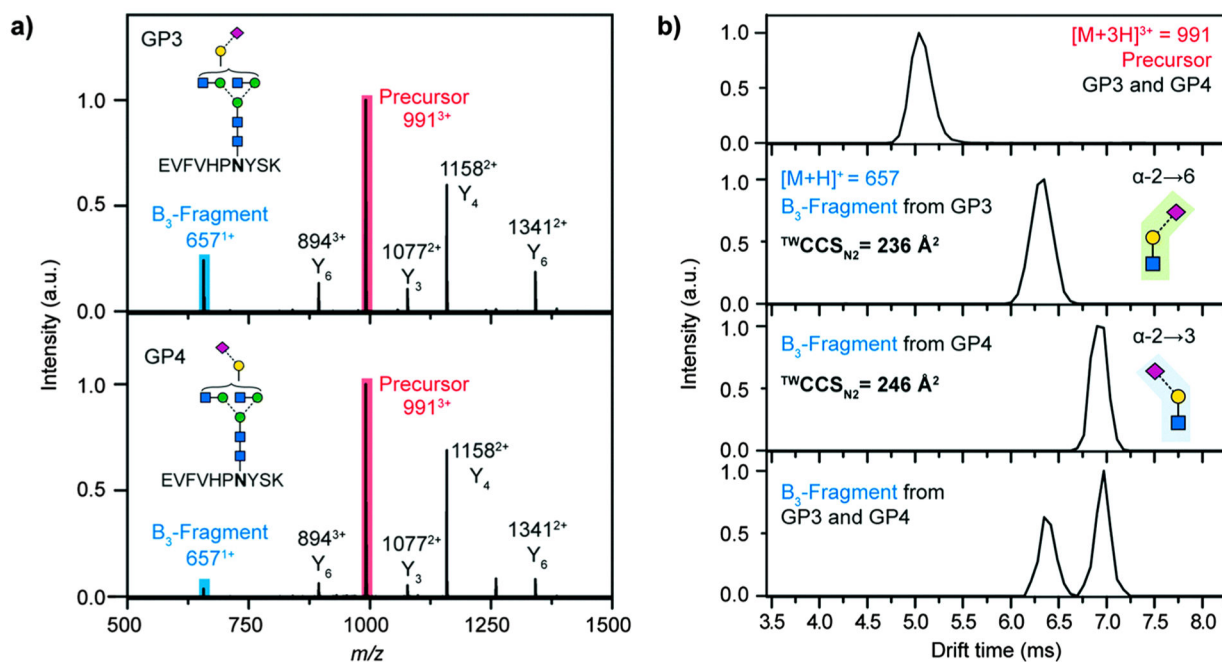 a)
GP3
EVFVHPNYSK
B₃-Fragment
657¹⁺
Precursor
991³⁺
1158²⁺
Y₄
894³⁺
Y₆
1077²⁺
Y₃
1341²⁺
Y₆
1.0
0.5
0.0
GP4
EVFVHPNYSK
B₃-Fragment
657¹⁺
Precursor
991³⁺
1158²⁺
Y₄
894³⁺
Y₆
1077²⁺
Y₃
1341²⁺
Y₆
1.0
0.5
0.0
Intensity (a.u.)
500 750 1000 1250 1500
m/z
b)
[M+3H]³⁺ = 991
Precursor
GP3 and GP4
1.0
0.5
0.0
[M+H]⁺ = 657
B₃-Fragment from GP3
ᵀᵂCCS_N2 = 236 Å²
α-2→6
1.0
0.5
0.0
B₃-Fragment from GP4
ᵀᵂCCS_N2 = 246 Å²
α-2→3
1.0
0.5
0.0
B₃-Fragment from
GP3 and GP4
1.0
0.5
0.0
Intensity (a.u.)
3.5 4.0 4.5 5.0 5.5 6.0 6.5 7.0 7.5 8.0
Drift time (ms)